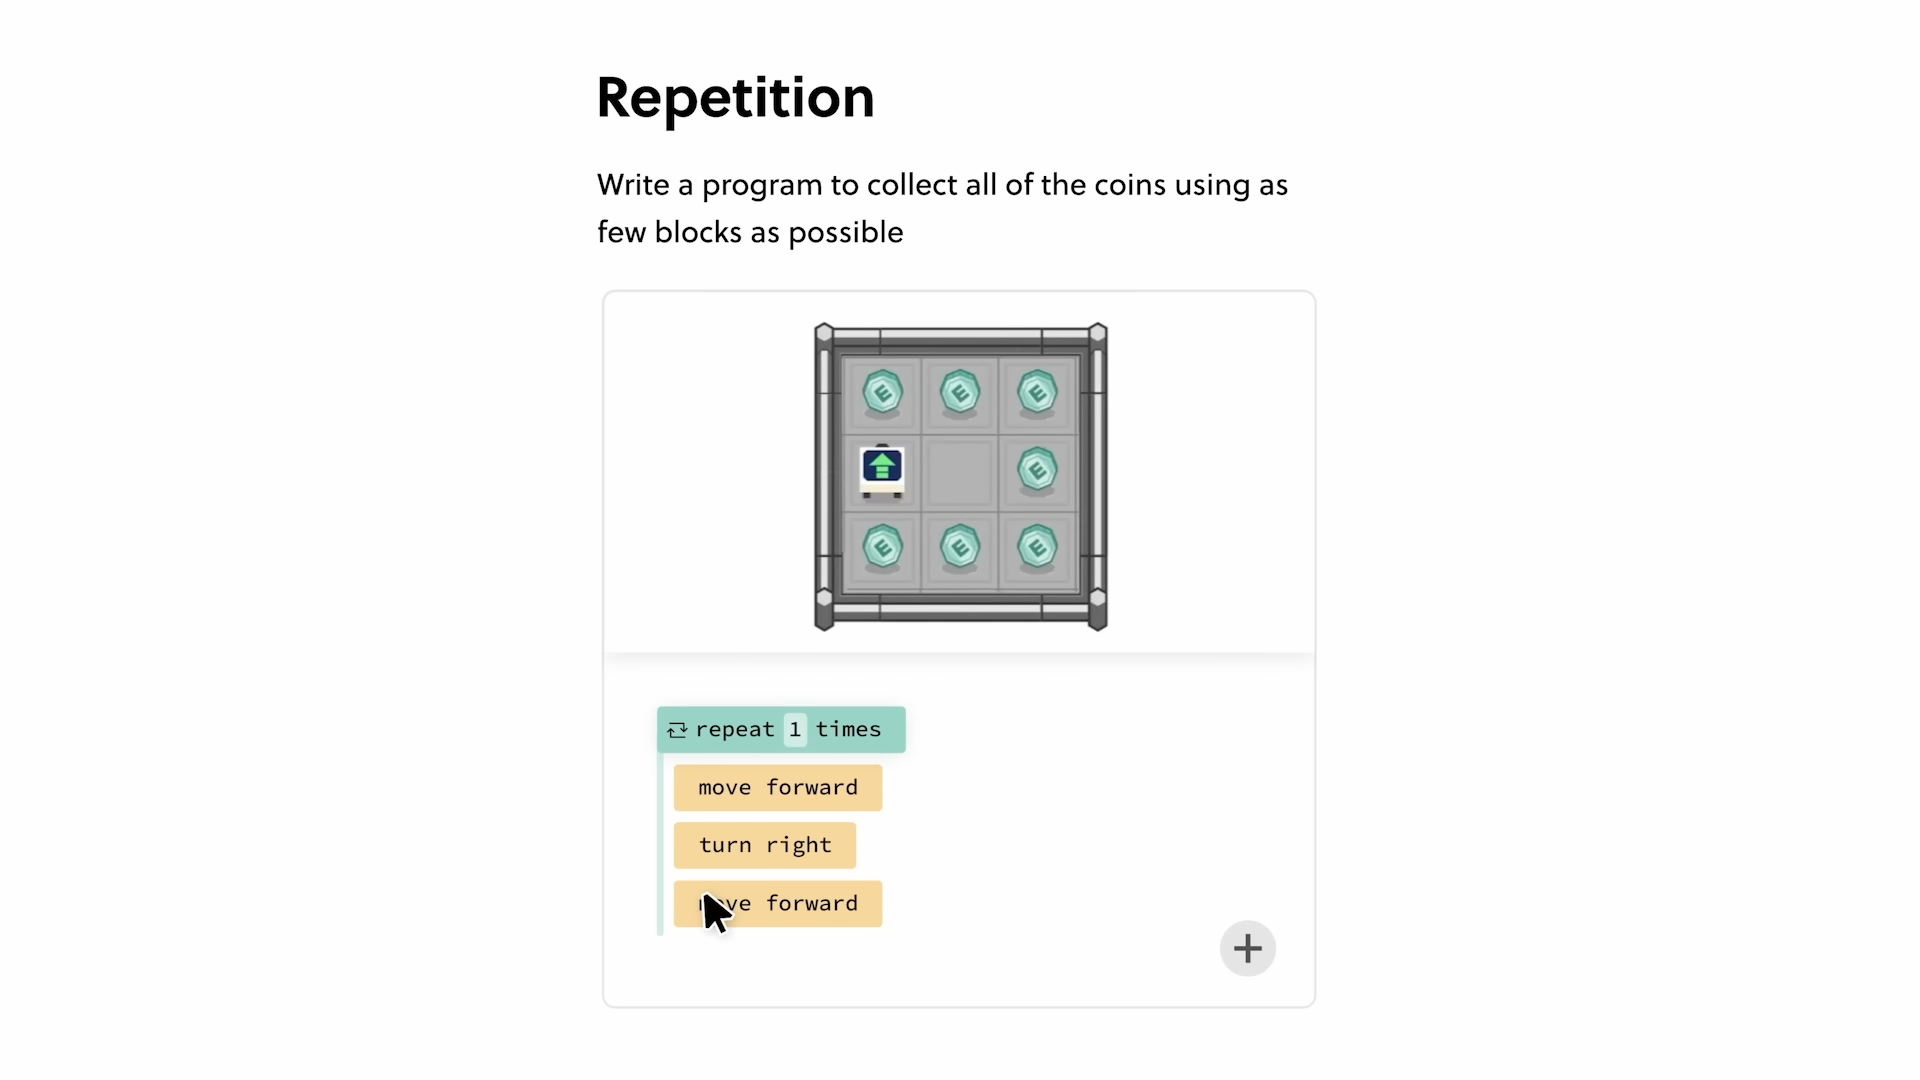 Repetition
Write a program to collect all of the coins using as
few blocks as possible
E E E
E
E E E
repeat 1 times
move forward
turn right
move forward